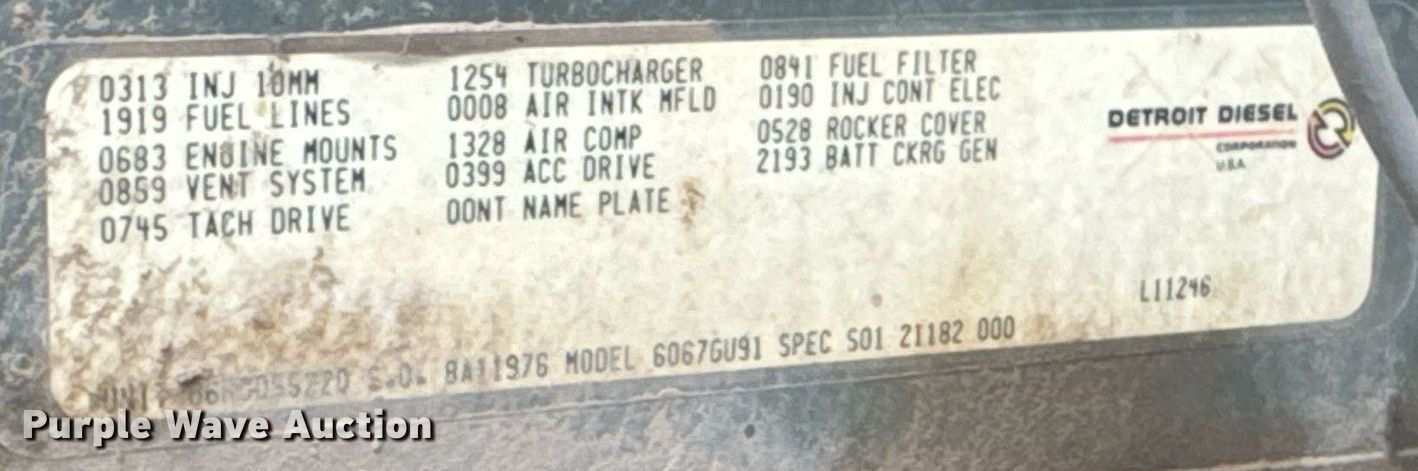 0313 INJ 10MM
1919 FUEL LINES
0683 ENGINE MOUNTS
0859 VENT SYSTEM
0745 TACH DRIVE
1254 TURBOCHARGER
0008 AIR INTK MFLD
1328 AIR COMP
0399 ACC DRIVE
00NT NAME PLATE
0841 FUEL FILTER
0190 INJ CONT ELEC
0528 ROCKER COVER
2193 BATT CKRG GEN
DETROIT DIESEL
CORPORATION
U.S.A.
L11246
S.O. 8A11976 MODEL 6067GU91 SPEC S01 21182 000
Purple Wave Auction